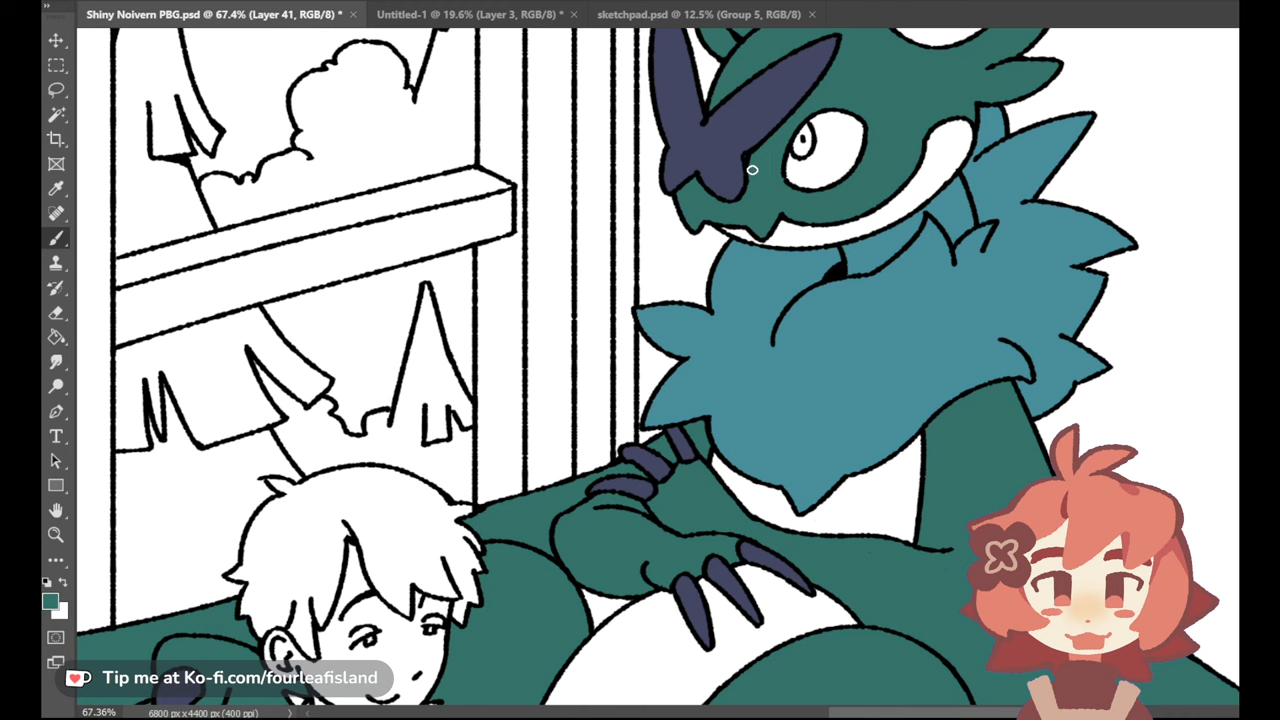 Shiny Noivern PBG.psd @ 67.4% (Layer 41, RGB/8) *
Untitled-1 @ 19.6% (Layer 3, RGB/8) *
sketchpad.psd @ 12.5% (Group 5, RGB/8)
Tip me at Ko-fi.com/fourleafisland
67.36%
6800 px x 4400 px (400 ppi)